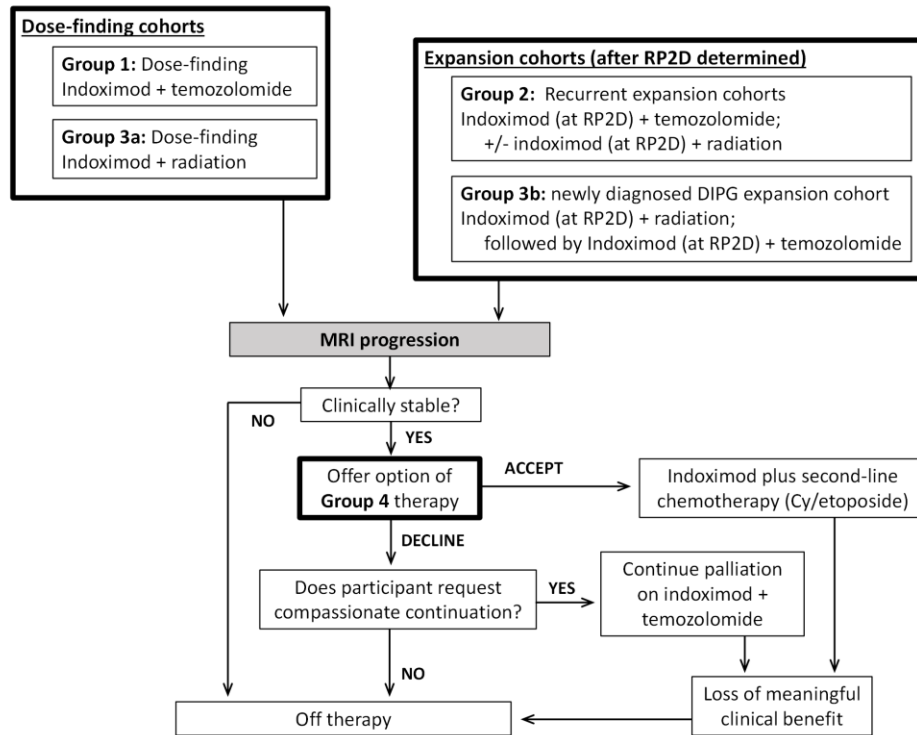 Dose-finding cohorts
Group 1: Dose-finding
Indoximod + temozolomide
Group 3a: Dose-finding
Indoximod + radiation
Expansion cohorts (after RP2D determined)
Group 2: Recurrent expansion cohorts
Indoximod (at RP2D) + temozolomide;
+/- indoximod (at RP2D) + radiation
Group 3b: newly diagnosed DIPG expansion cohort
Indoximod (at RP2D) + radiation;
followed by Indoximod (at RP2D) + temozolomide
MRI progression
Clinically stable?
NO
YES
Offer option of
Group 4 therapy
ACCEPT
Indoximod plus second-line
chemotherapy (Cy/etoposide)
DECLINE
Does participant request
compassionate continuation?
YES
Continue palliation
on indoximod +
temozolomide
NO
Loss of meaningful
clinical benefit
Off therapy